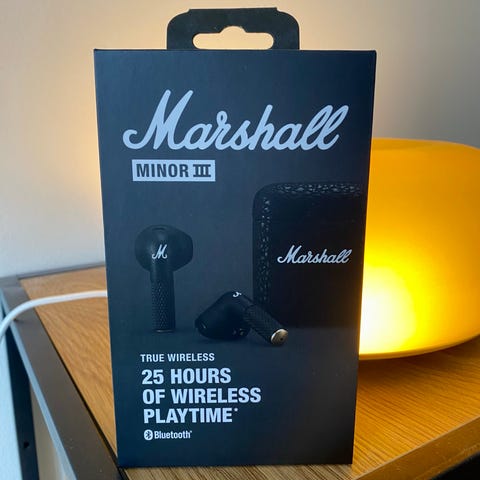 Marshall
MINOR III
M
Marshall
TRUE WIRELESS
25 HOURS
OF WIRELESS
PLAYTIME*
Bluetooth®